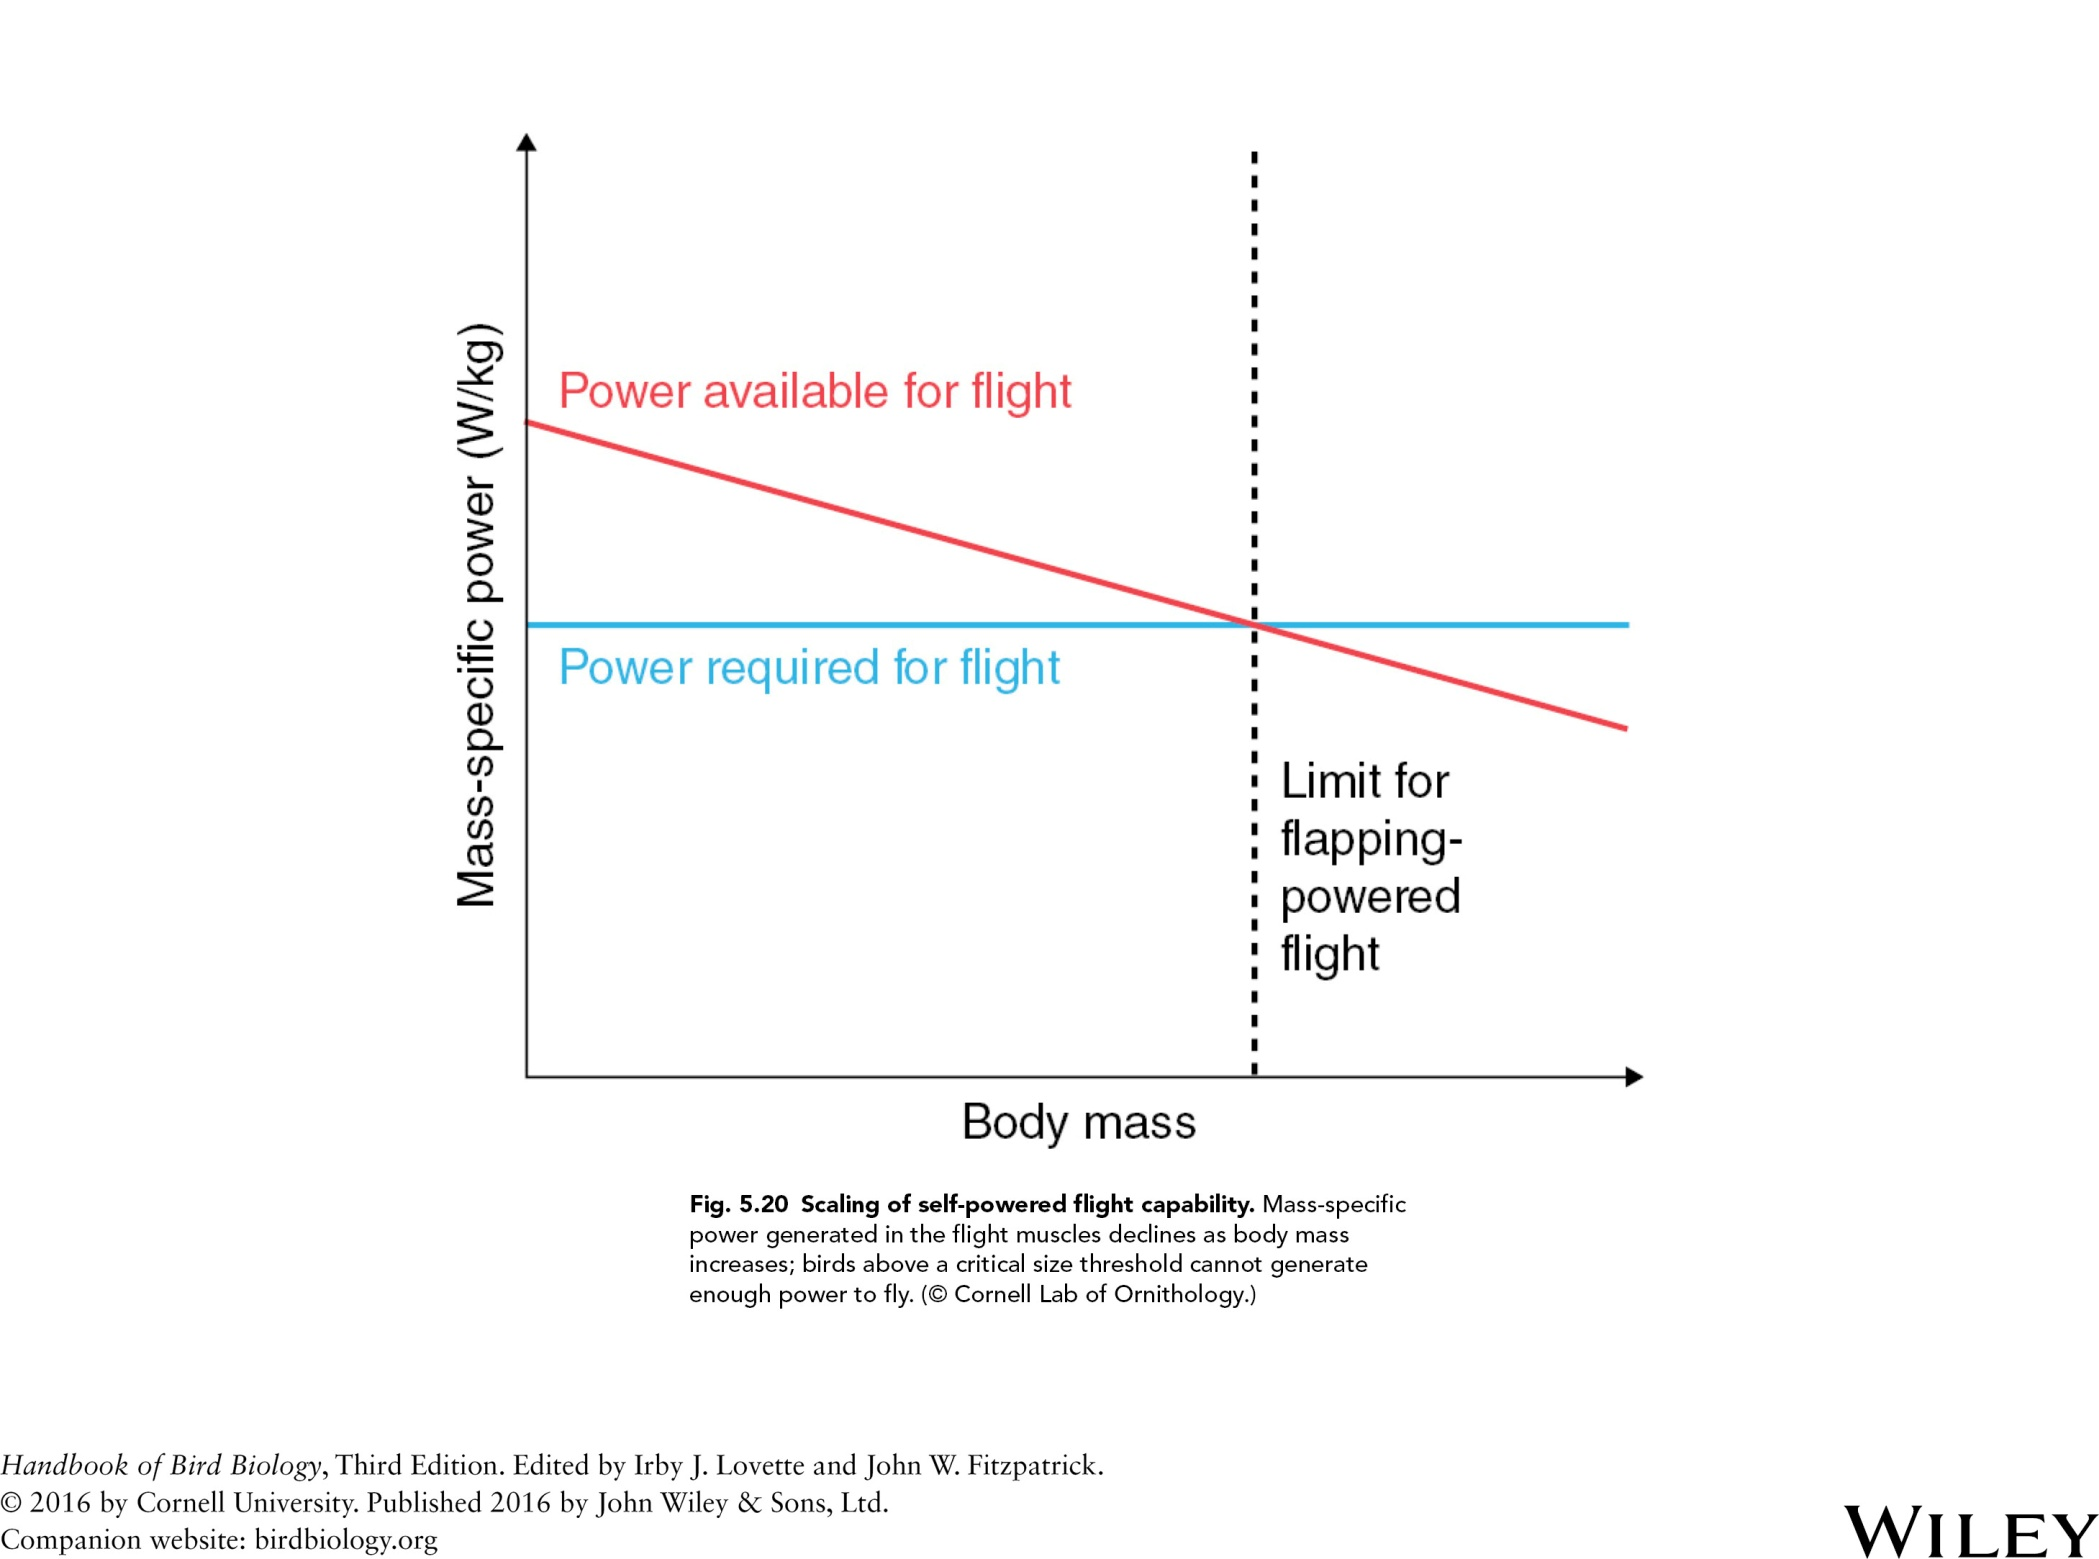 Power available for flight
Mass-specific power (W/kg)
Power required for flight
Limit for
flapping-
powered
flight
Body mass
Fig. 5.20 Scaling of self-powered flight capability. Mass-specific
power generated in the flight muscles declines as body mass
increases; birds above a critical size threshold cannot generate
enough power to fly. (© Cornell Lab of Ornithology.)
Handbook of Bird Biology, Third Edition. Edited by Irby J. Lovette and John W. Fitzpatrick.
© 2016 by Cornell University. Published 2016 by John Wiley & Sons, Ltd.
Companion website: birdbiology.org
WILEY